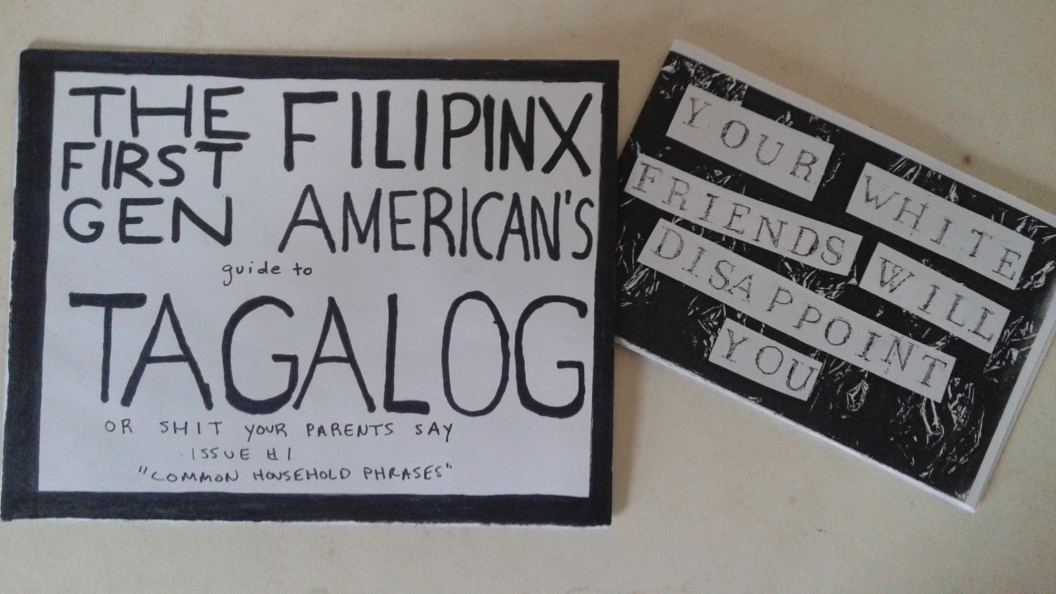 THE FILIPINX
FIRST
GEN AMERICAN'S
guide to
TAGALOG
OR SHIT YOUR PARENTS SAY
ISSUE #1
"COMMON HOUSEHOLD PHRASES"
YOUR WHITE
FRIENDS WILL
DISAPPOINT
YOU